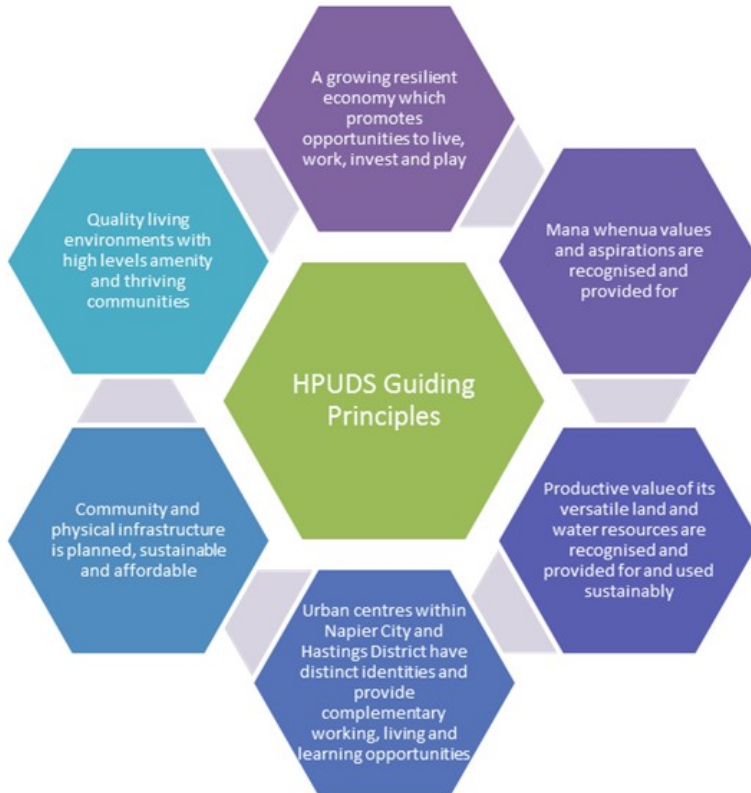 A growing resilient
economy which
promotes
opportunities to live,
work, invest and play
Quality living
environments with
high levels amenity
and thriving
communities
Mana whenua values
and aspirations are
recognised and
provided for
HPUDS Guiding
Principles
Community and
physical infrastructure
is planned, sustainable
and affordable
Productive value of its
versatile land and
water resources are
recognised and
provided for and used
sustainably
Urban centres within
Napier City and
Hastings District have
distinct identities and
provide
complementary
working, living and
learning opportunities